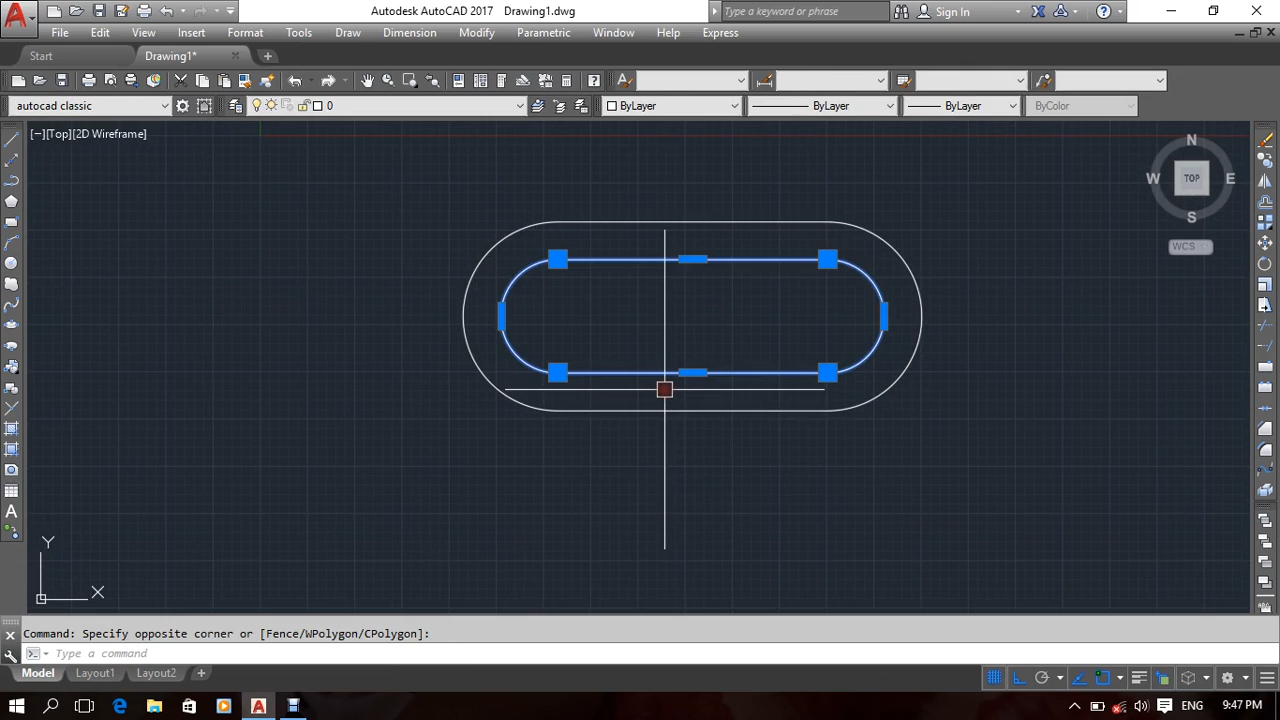 Autodesk AutoCAD 2017 Drawing1.dwg
Type a keyword or phrase
Sign In
File Edit View Insert Format Tools Draw Dimension Modify Parametric Window Help Express
Start Drawing1*
autocad classic
0
ByLayer
ByLayer
ByLayer
ByColor
[−][Top][2D Wireframe]
N
W TOP E
S
WCS
Y
X
Command: Specify opposite corner or [Fence/WPolygon/CPolygon]:
Type a command
Model Layout1 Layout2
ENG 9:47 PM